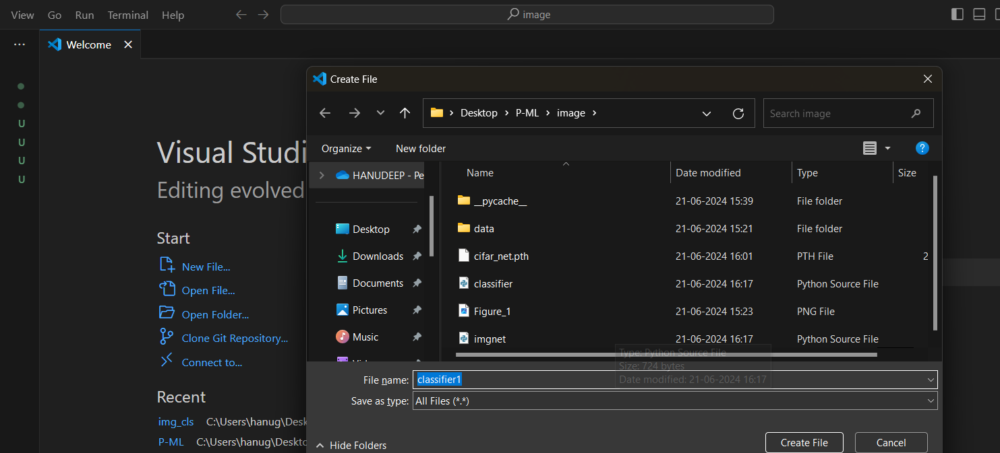 View Go Run Terminal Help
image
Welcome
U
U
U
U
Visual Studi
Editing evolved
Start
New File...
Open File...
Open Folder...
Clone Git Repository...
Connect to...
Recent
img_cls C:\Users\hanug\Desk
P-ML C:\Users\hanug\Deskto
Create File
Desktop P-ML image
Search image
Organize New folder
HANUDEEP - Pe
Desktop
Downloads
Documents
Pictures
Music
Name Date modified Type Size
__pycache__ 21-06-2024 15:39 File folder
data 21-06-2024 15:21 File folder
cifar_net.pth 21-06-2024 16:01 PTH File 2
classifier 21-06-2024 16:17 Python Source File
Figure_1 21-06-2024 15:23 PNG File
imgnet 21-06-2024 16:17 Python Source File
Type: Python Source File
Size: 724 bytes
Date modified: 21-06-2024 16:17
File name: classifier1
Save as type: All Files (*.*)
Hide Folders
Create File Cancel